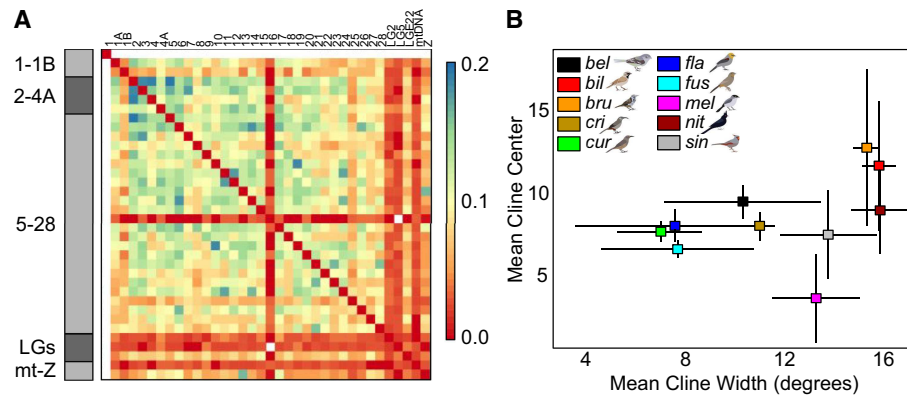 A
1 1A 1B 2 3 4 4A 5 6 7 8 9 10 11 12 13 14 15 16 17 18 19 20 21 22 23 24 25 26 27 28 LG2 LG5 LGE22 mtDNA Z
1-1B
2-4A
5-28
LGs
mt-Z
0.2
0.1
0.0
B
bel
bil
bru
cri
cur
fla
fus
mel
nit
sin
Mean Cline Center
15
10
5
4 8 12 16
Mean Cline Width (degrees)